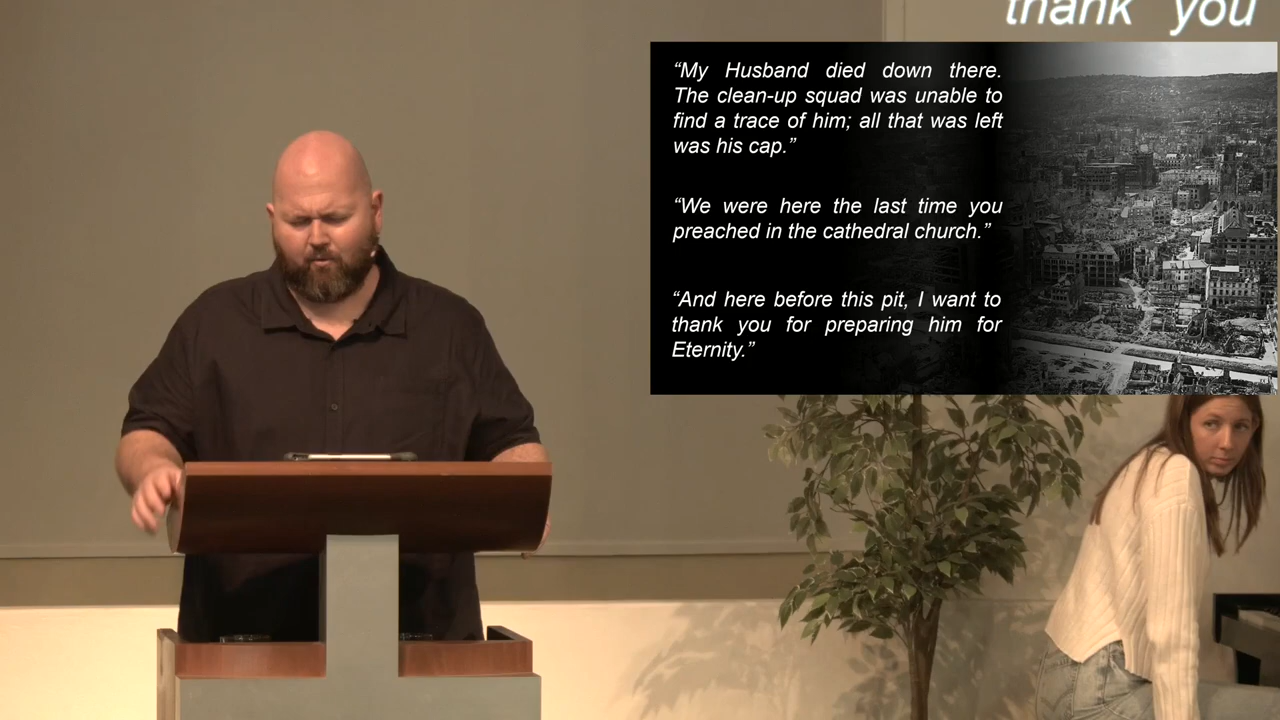 thank you
“My Husband died down there.
The clean-up squad was unable to
find a trace of him; all that was left
was his cap.”
“We were here the last time you
preached in the cathedral church.”
“And here before this pit, I want to
thank you for preparing him for
Eternity.”